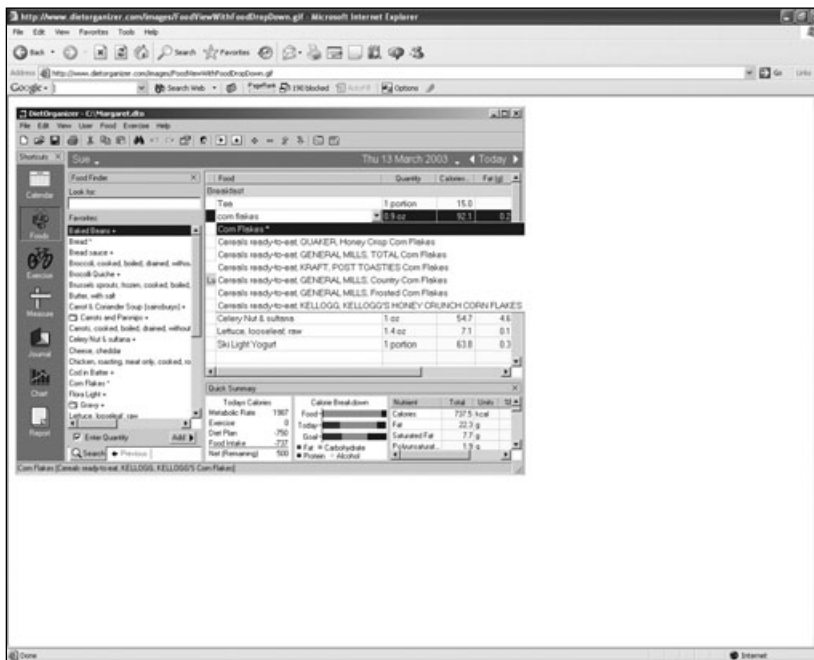 http://www.dietorganizer.com/images/FoodViewWithFoodDropDown.gif - Microsoft Internet Explorer
File Edit View Favorites Tools Help
Back Search Favorites
Address http://www.dietorganizer.com/images/FoodViewWithFoodDropDown.gif Go Links
Google Search Web PageRank 190 blocked AutoFill Options
DietOrganizer - C:\Margaret.dto
File Edit View User Food Exercise Help
Shortcuts Sue Thu 13 March 2003 Today
Calendar
Foods
Exercise
Measure
Journal
Chart
Report
Food Finder
Look for:
Favorites:
Baked Beans +
Bread *
Bread sauce +
Broccoli, cooked, boiled, drained, withou
Brocolli Quiche +
Brussels sprouts, frozen, cooked, boiled,
Butter, with salt
Carrot & Coriander Soup (sainsburys) +
Carrots and Parsnips +
Carrots, cooked, boiled, drained, without
Celery Nut & sultana +
Cheese, cheddar
Chicken, roasting, meat only, cooked, ro
Cod in Batter +
Corn Flakes *
Flora Light +
Gravy +
Lettuce, looseleaf, raw
Enter Quantity Add
Search Previous
Food Quantity Calories... Fat (g)
Breakfast
Tea 1 portion 15.0
corn flakes 0.9 oz 92.1 0.2
Corn Flakes *
Cereals ready-to-eat, QUAKER, Honey Crisp Corn Flakes
Cereals ready-to-eat, GENERAL MILLS, TOTAL Corn Flakes
Cereals ready-to-eat, KRAFT, POST TOASTIES Corn Flakes
Lu Cereals ready-to-eat, GENERAL MILLS, Country Corn Flakes
Cereals ready-to-eat, GENERAL MILLS, Frosted Corn Flakes
Cereals ready-to-eat, KELLOGG, KELLOGG'S HONEY CRUNCH CORN FLAKES
Celery Nut & sultana 1 oz 54.7 4.6
Lettuce, looseleaf, raw 1.4 oz 7.1 0.1
Ski Light Yogurt 1 portion 63.8 0.3
Quick Summary
Todays Calories
Metabolic Rate 1987
Exercise 0
Diet Plan -750
Food Intake -737
Net (Remaining) 500
Calorie Breakdown
Food
Today
Goal
Fat Carbohydrate
Protein Alcohol
Nutrient Total Units
Calories 737.5 kcal
Fat 22.3 g
Saturated Fat 7.7 g
Polyunsaturat... 1.9 g
Corn Flakes [Cereals ready-to-eat, KELLOGG, KELLOGG'S Corn Flakes]
Done Internet